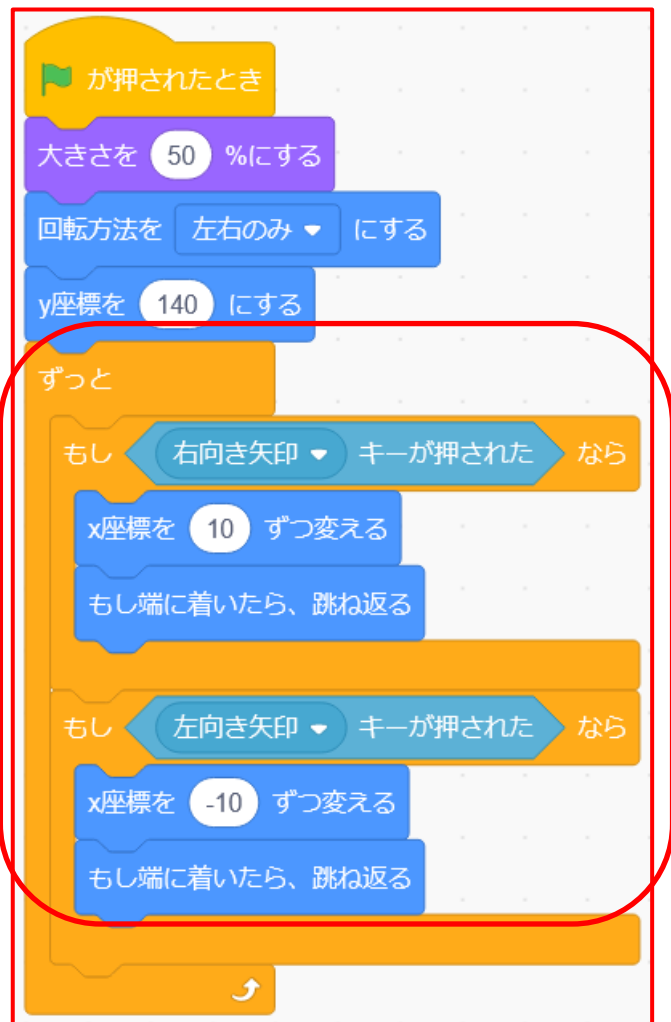 が押されたとき
大きさを 50 %にする
回転方法を 左右のみ にする
y座標を 140 にする
ずっと
もし 右向き矢印 キーが押された なら
x座標を 10 ずつ変える
もし端に着いたら、跳ね返る
もし 左向き矢印 キーが押された なら
x座標を -10 ずつ変える
もし端に着いたら、跳ね返る